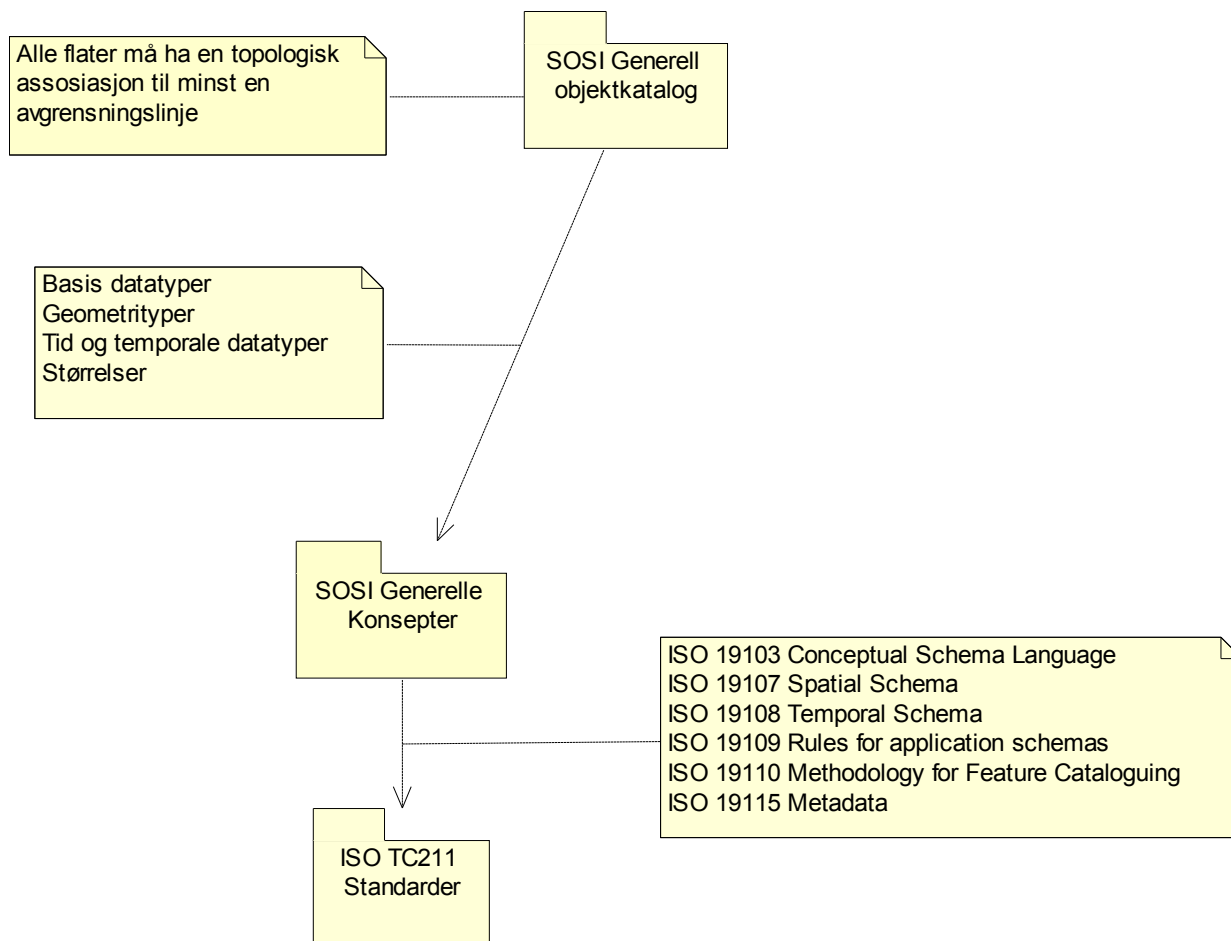 Alle flater må ha en topologisk
assosiasjon til minst en
avgrensningslinje
SOSI Generell
objektkatalog
Basis datatyper
Geometrityper
Tid og temporale datatyper
Størrelser
SOSI Generelle
Konsepter
ISO 19103 Conceptual Schema Language
ISO 19107 Spatial Schema
ISO 19108 Temporal Schema
ISO 19109 Rules for application schemas
ISO 19110 Methodology for Feature Cataloguing
ISO 19115 Metadata
ISO TC211
Standarder